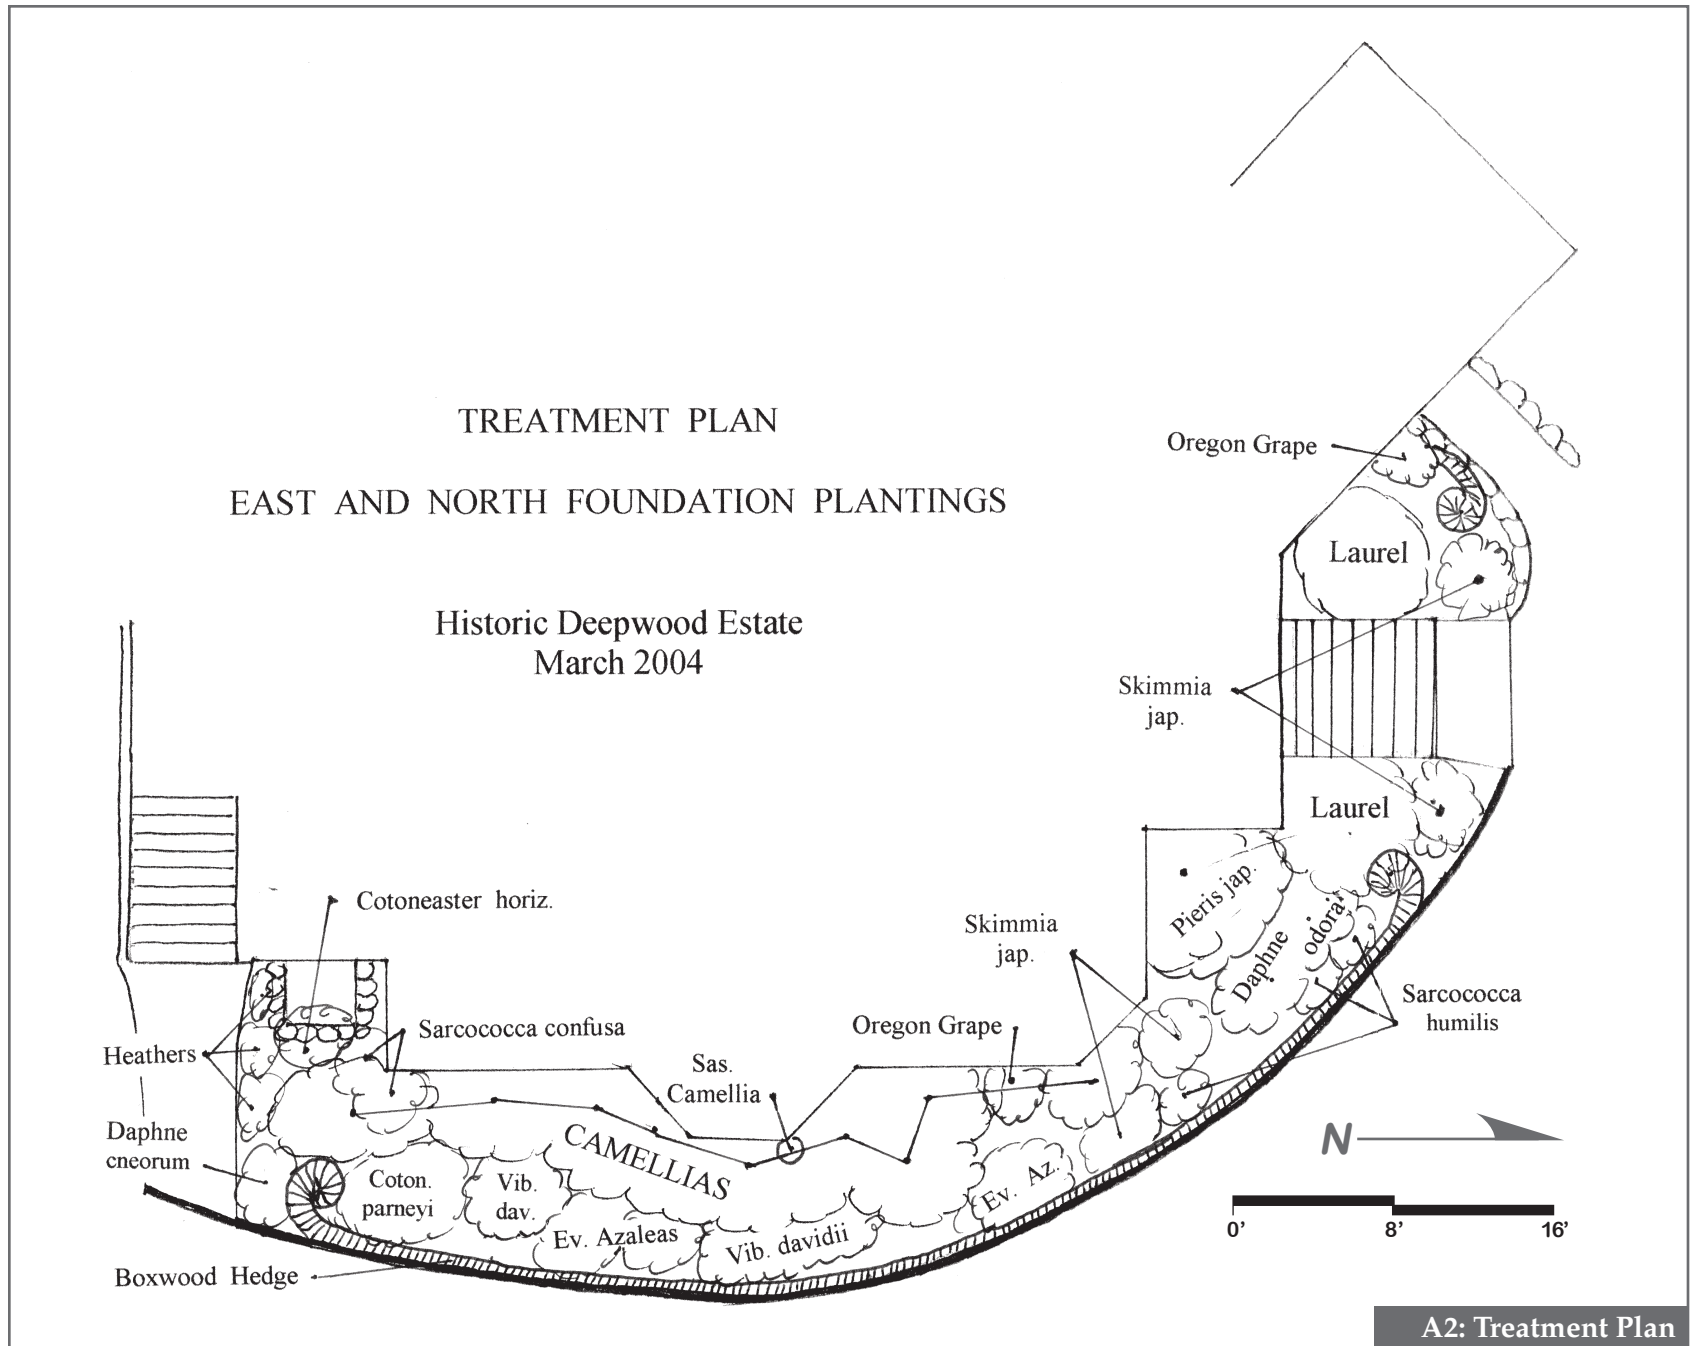 TREATMENT PLAN
EAST AND NORTH FOUNDATION PLANTINGS
Historic Deepwood Estate
March 2004
Oregon Grape
Laurel
Skimmia
jap.
Laurel
Pieris jap.
Daphne
odora
Cotoneaster horiz.
Skimmia
jap.
Sarcococca
humilis
Sarcococca confusa
Oregon Grape
Heathers
Sas.
Camellia
Daphne
cneorum
CAMELLIAS
N
Coton.
parneyi
Vib.
dav.
Ev. Az.
Ev. Azaleas
Vib. davidii
Boxwood Hedge
0' 8' 16'
A2: Treatment Plan